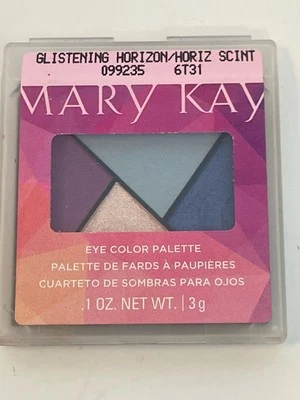 GLISTENING HORIZON/HORIZ SCINT
099235 6T31
MARY KAY
EYE COLOR PALETTE
PALETTE DE FARDS À PAUPIÈRES
CUARTETO DE SOMBRAS PARA OJOS
.1 OZ. NET WT. | 3 g